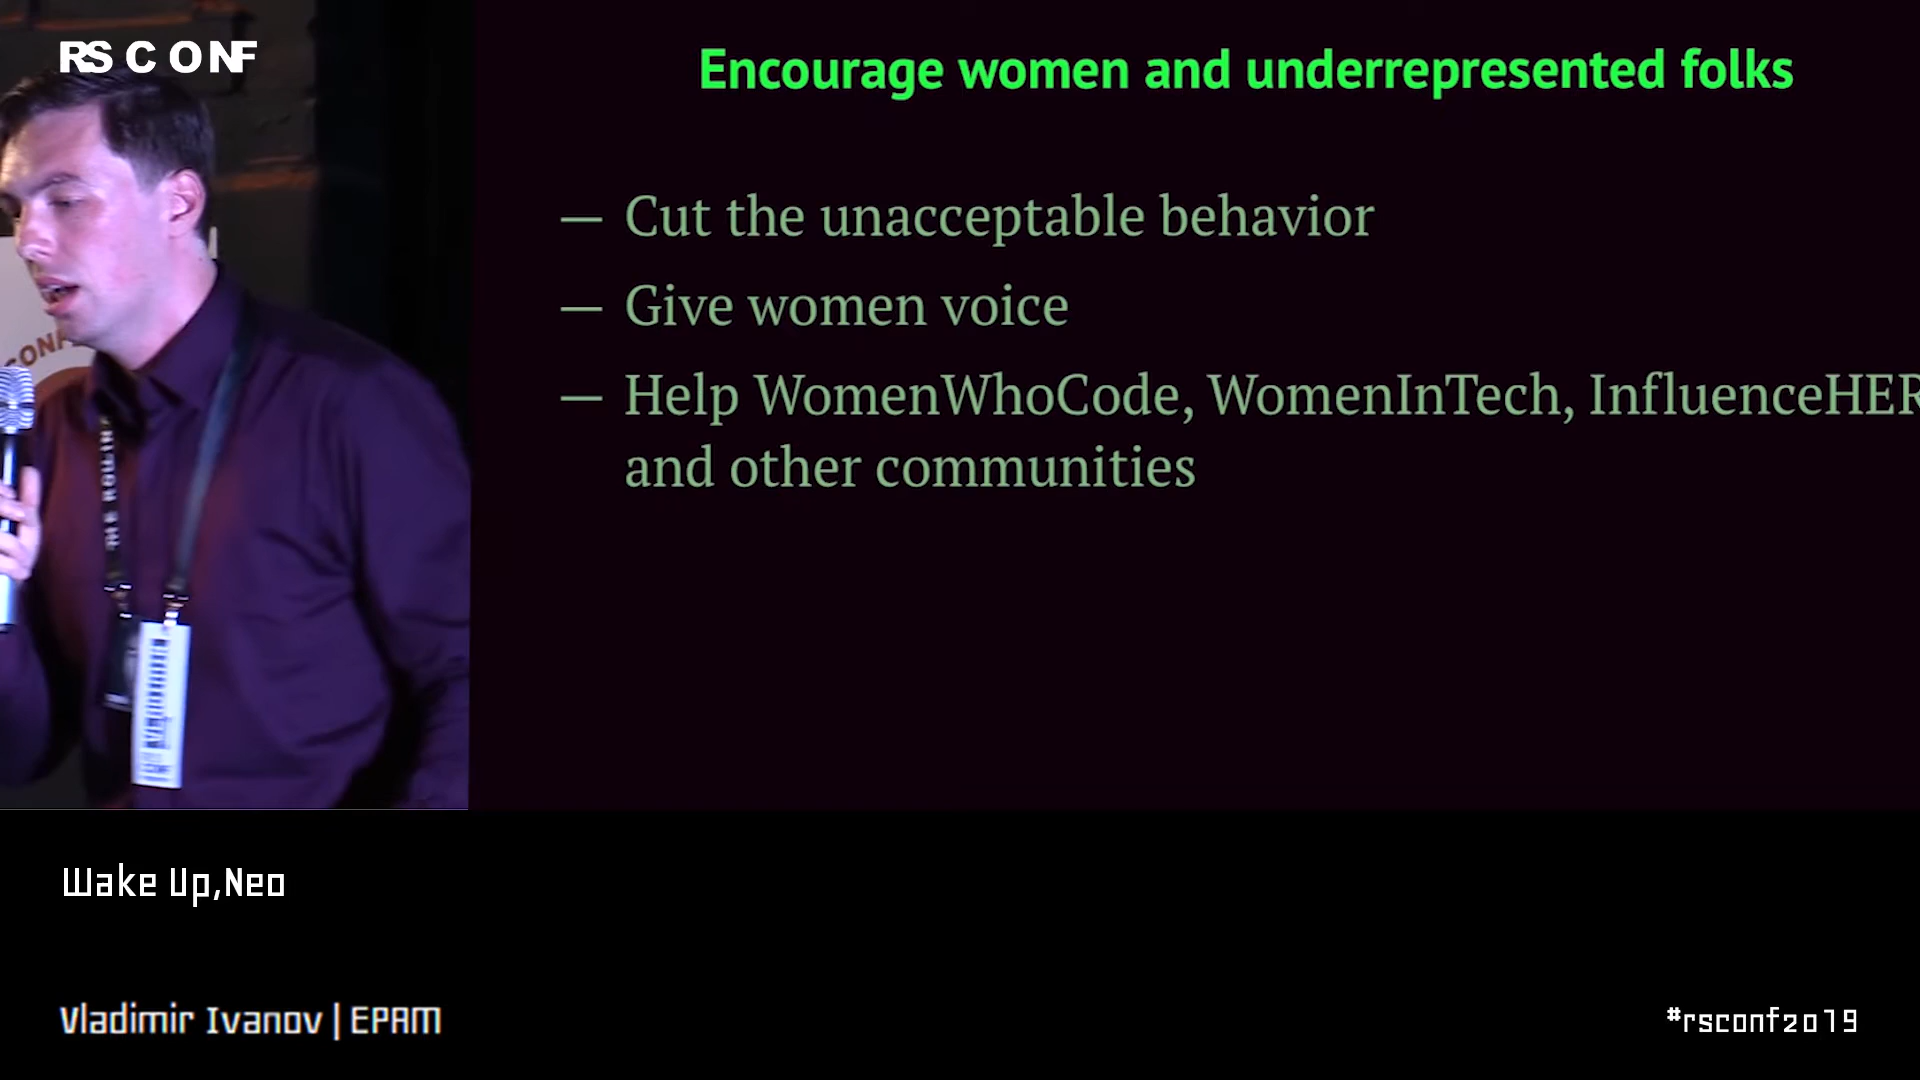 RS CONF
Encourage women and underrepresented folks
— Cut the unacceptable behavior
— Give women voice
— Help WomenWhoCode, WomenInTech, InfluenceHER
and other communities
CONF
Wake Up,Neo
Vladimir Ivanov | EPAM
#rsconf2019